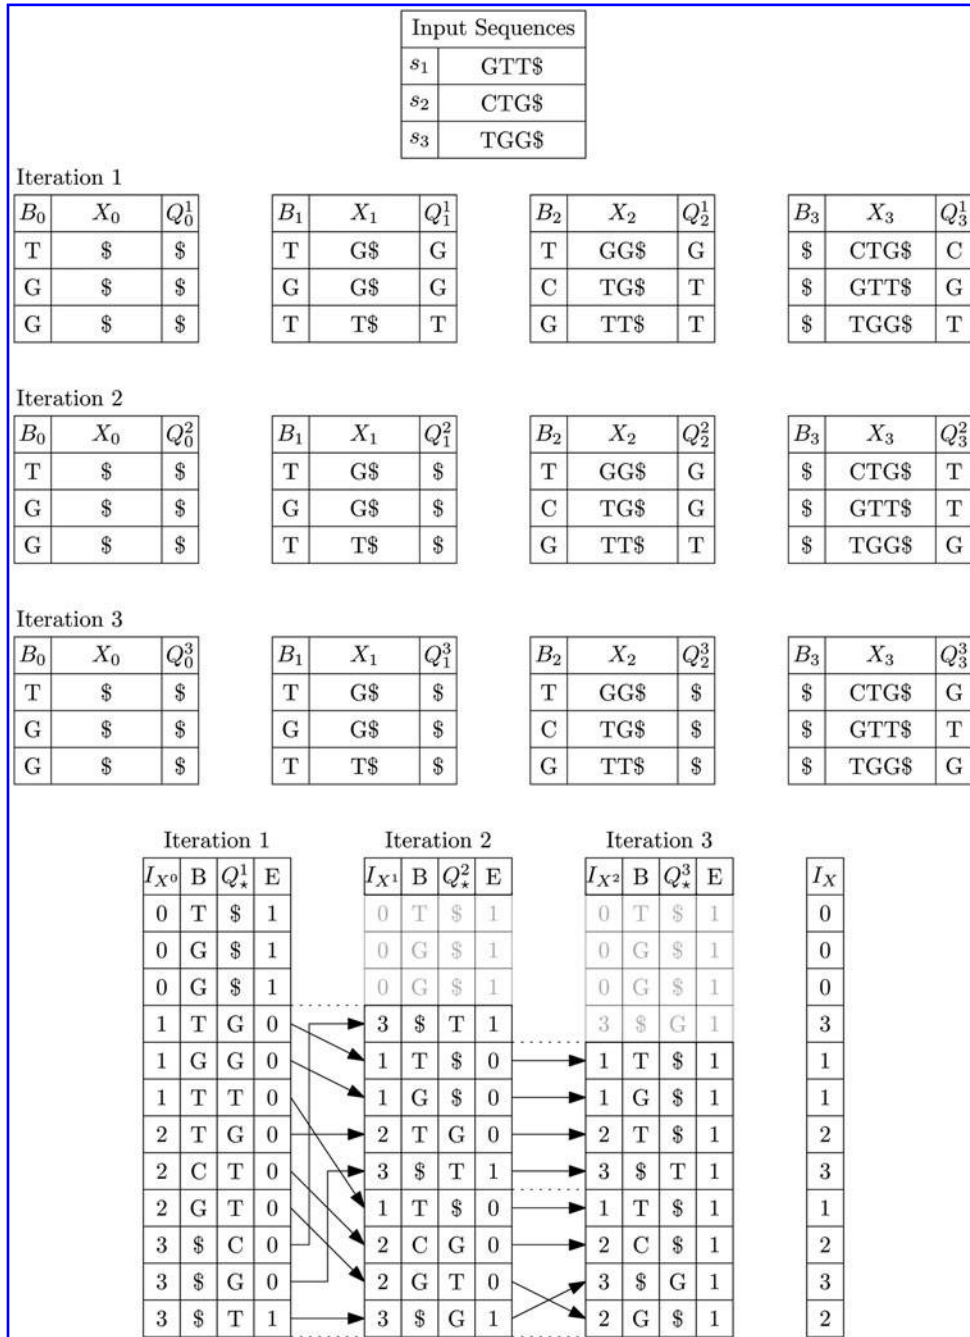 Input Sequences
s₁ GTT$
s₂ CTG$
s₃ TGG$
Iteration 1
B₀ X₀ Q₀¹ B₁ X₁ Q₁¹ B₂ X₂ Q₂¹ B₃ X₃ Q₃¹
T $ $ T G$ G T GG$ G $ CTG$ C
G $ $ G G$ G C TG$ T $ GTT$ G
G $ $ T T$ T G TT$ T $ TGG$ T
Iteration 2
B₀ X₀ Q₀² B₁ X₁ Q₁² B₂ X₂ Q₂² B₃ X₃ Q₃²
T $ $ T G$ $ T GG$ G $ CTG$ T
G $ $ G G$ $ C TG$ G $ GTT$ T
G $ $ T T$ $ G TT$ T $ TGG$ G
Iteration 3
B₀ X₀ Q₀³ B₁ X₁ Q₁³ B₂ X₂ Q₂³ B₃ X₃ Q₃³
T $ $ T G$ $ T GG$ $ $ CTG$ G
G $ $ G G$ $ C TG$ $ $ GTT$ T
G $ $ T T$ $ G TT$ $ $ TGG$ G
Iteration 1 Iteration 2 Iteration 3
I_X⁰ B Q⋆¹ E I_X¹ B Q⋆² E I_X² B Q⋆³ E I_X
0 T $ 1 0 T $ 1 0 T $ 1 0
0 G $ 1 0 G $ 1 0 G $ 1 0
0 G $ 1 0 G $ 1 0 G $ 1 0
1 T G 0 3 $ T 1 3 $ G 1 3
1 G G 0 1 T $ 0 1 T $ 1 1
1 T T 0 1 G $ 0 1 G $ 1 1
2 T G 0 2 T G 0 2 T $ 1 2
2 C T 0 3 $ T 1 3 $ T 1 3
2 G T 0 1 T $ 0 1 T $ 1 1
3 $ C 0 2 C G 0 2 C $ 1 2
3 $ G 0 2 G T 0 3 $ G 1 3
3 $ T 1 3 $ G 1 2 G $ 1 2